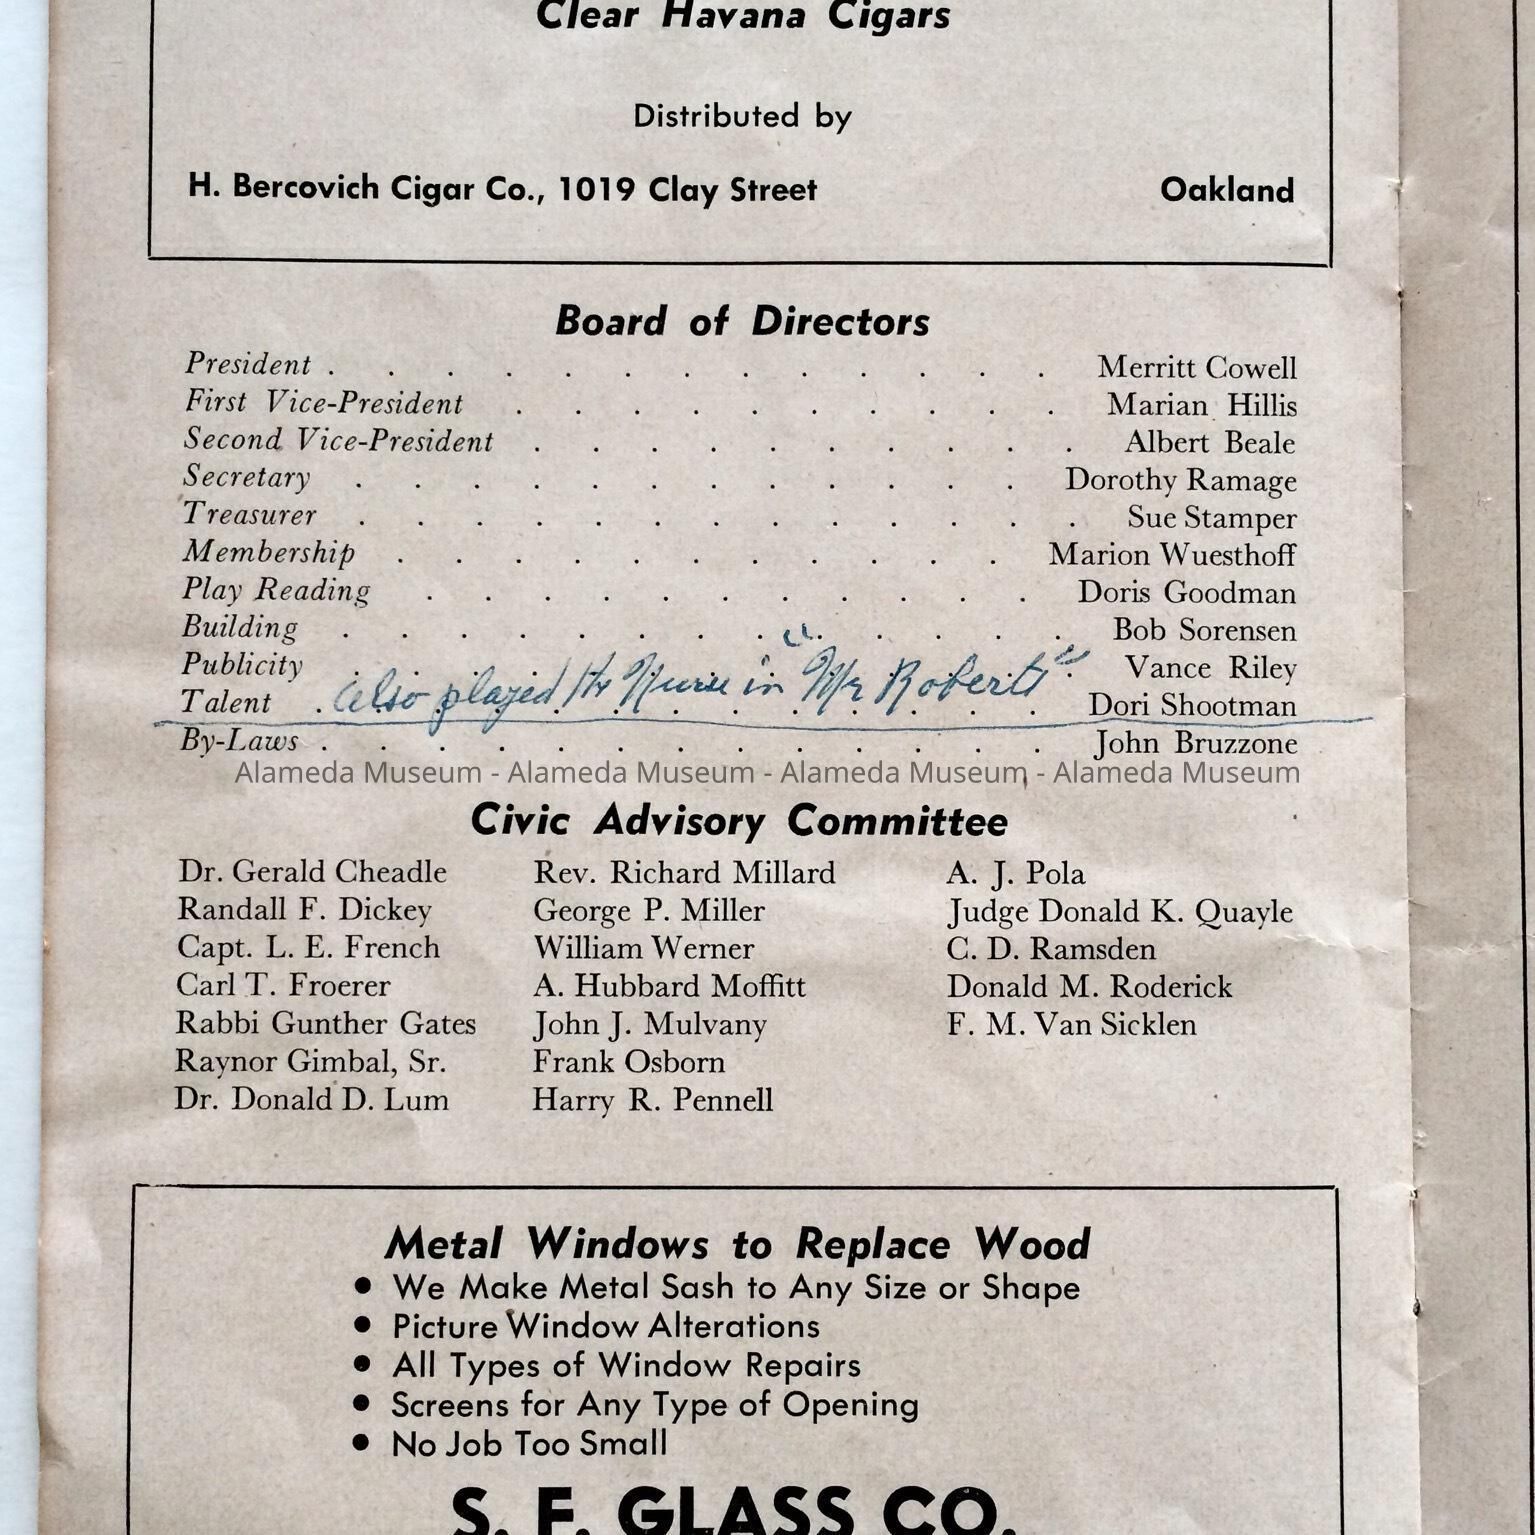 Clear Havana Cigars
Distributed by
H. Bercovich Cigar Co., 1019 Clay Street Oakland
Board of Directors
President . . . . . . . . . . . . . Merritt Cowell
First Vice-President . . . . . . . . . . Marian Hillis
Second Vice-President . . . . . . . . . . Albert Beale
Secretary . . . . . . . . . . . . Dorothy Ramage
Treasurer . . . . . . . . . . . . . Sue Stamper
Membership . . . . . . . . . . . Marion Wuesthoff
Play Reading . . . . . . . . . . . Doris Goodman
Building . . . . . . . . . . . . . Bob Sorensen
Publicity . . . . . . . . . . . . . Vance Riley
also played the Nurse in "Mr Roberts"
Talent . . . . . . . . . . . . . Dori Shootman
By-Laws . . . . . . . . . . . . . John Bruzzone
Alameda Museum - Alameda Museum - Alameda Museum - Alameda Museum
Civic Advisory Committee
Dr. Gerald Cheadle Rev. Richard Millard A. J. Pola
Randall F. Dickey George P. Miller Judge Donald K. Quayle
Capt. L. E. French William Werner C. D. Ramsden
Carl T. Froerer A. Hubbard Moffitt Donald M. Roderick
Rabbi Gunther Gates John J. Mulvany F. M. Van Sicklen
Raynor Gimbal, Sr. Frank Osborn
Dr. Donald D. Lum Harry R. Pennell
Metal Windows to Replace Wood
• We Make Metal Sash to Any Size or Shape
• Picture Window Alterations
• All Types of Window Repairs
• Screens for Any Type of Opening
• No Job Too Small
S. F. GLASS CO.